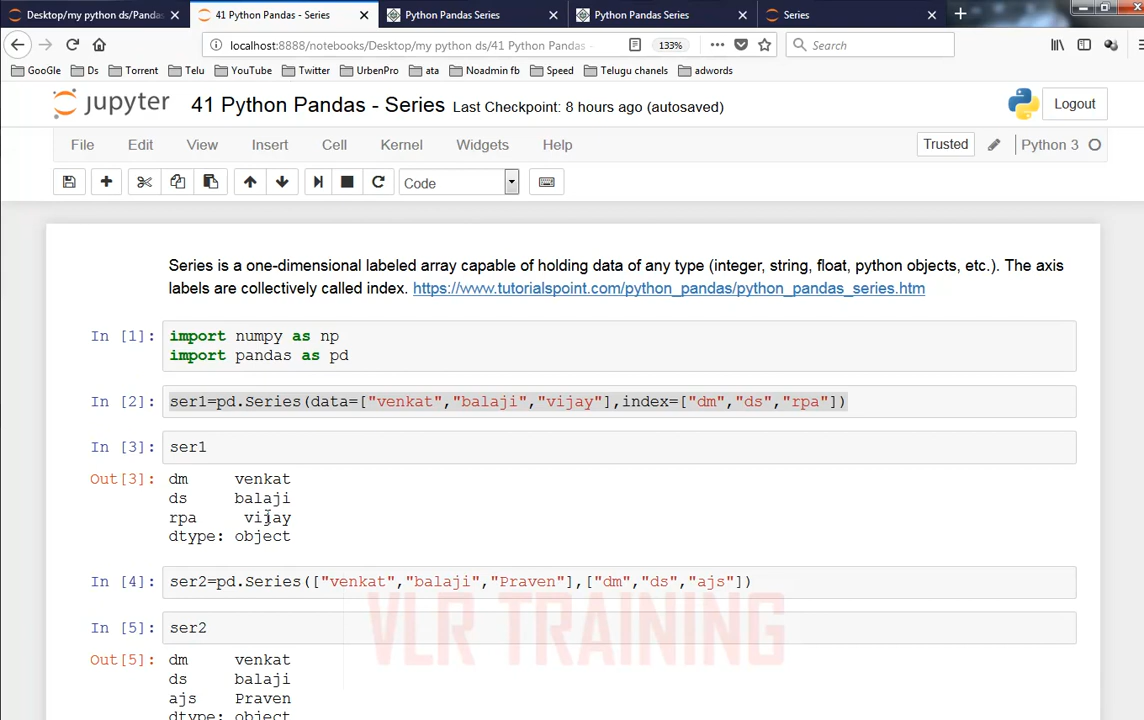 Desktop/my python ds/Panda
41 Python Pandas - Series
Python Pandas Series
Python Pandas Series
Series
localhost:8888/notebooks/Desktop/my python ds/41 Python Pandas -
133%
Search
GooGle
Ds
Torrent
Telu
YouTube
Twitter
UrbenPro
ata
Noadmin fb
Speed
Telugu chanels
adwords
jupyter
41 Python Pandas - Series Last Checkpoint: 8 hours ago (autosaved)
Logout
File Edit View Insert Cell Kernel Widgets Help
Trusted
Python 3
Code
Series is a one-dimensional labeled array capable of holding data of any type (integer, string, float, python objects, etc.). The axis
labels are collectively called index. https://www.tutorialspoint.com/python_pandas/python_pandas_series.htm
In [1]: import numpy as np
import pandas as pd
In [2]: ser1=pd.Series(data=["venkat","balaji","vijay"],index=["dm","ds","rpa"])
In [3]: ser1
Out[3]: dm venkat
ds balaji
rpa vijay
dtype: object
In [4]: ser2=pd.Series(["venkat","balaji","Praven"],["dm","ds","ajs"])
VLR TRAINING
In [5]: ser2
Out[5]: dm venkat
ds balaji
ajs Praven
dtype: object